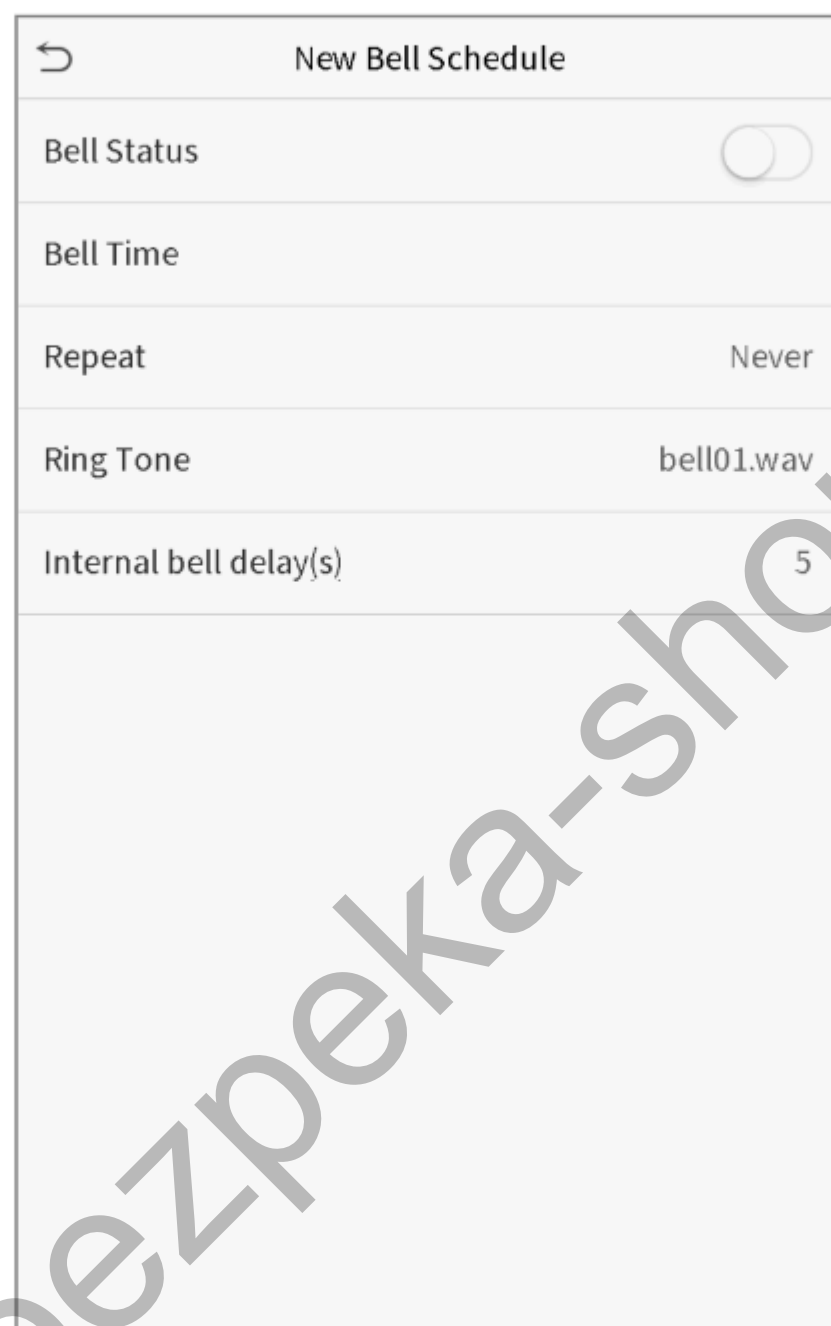 New Bell Schedule
Bell Status
Bell Time
Repeat Never
Ring Tone bell01.wav
Internal bell delay(s) 5
bezpeka-sho